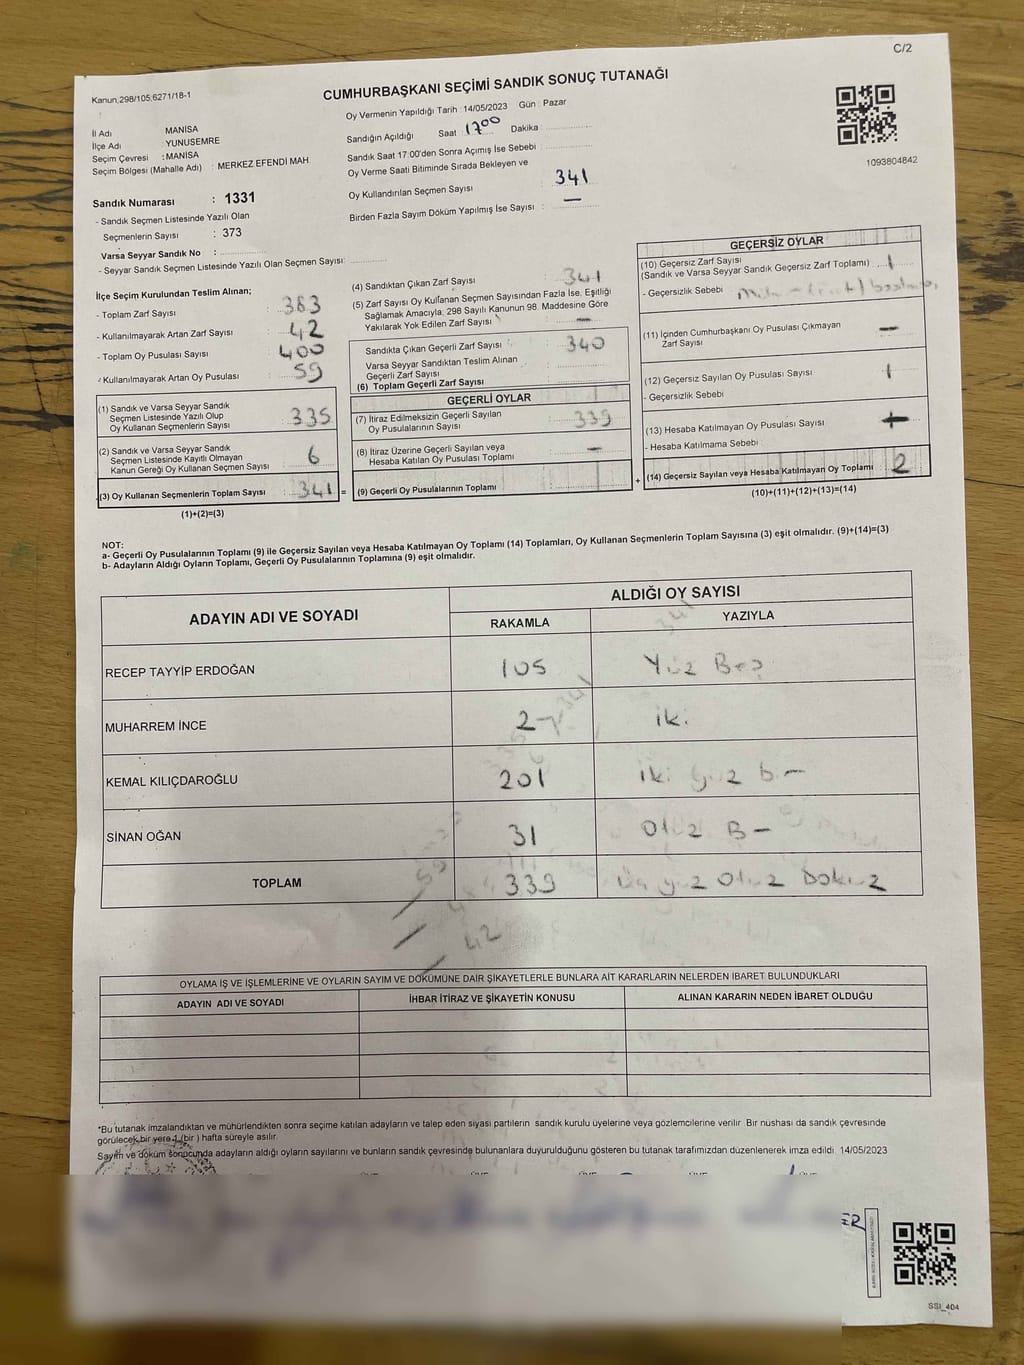 C/2
Kanun,298/105,6271/18-1
CUMHURBAŞKANI SEÇİMİ SANDIK SONUÇ TUTANAĞI
Oy Vermenin Yapıldığı Tarih : 14/05/2023 Gün : Pazar
İl Adı MANİSA
İlçe Adı : YUNUSEMRE
Seçim Çevresi : MANİSA
Seçim Bölgesi (Mahalle Adı) : MERKEZ EFENDİ MAH.
Sandığın Açıldığı Saat 1700 Dakika :
Sandık Saat 17:00'den Sonra Açımış İse Sebebi :
Oy Verme Saati Bitiminde Sırada Bekleyen ve
Oy Kullandırılan Seçmen Sayısı 341
Birden Fazla Sayım Döküm Yapılmış İse Sayısı : —
1093804842
Sandık Numarası : 1331
- Sandık Seçmen Listesinde Yazılı Olan
Seçmenlerin Sayısı : 373
Varsa Seyyar Sandık No :
- Seyyar Sandık Seçmen Listesinde Yazılı Olan Seçmen Sayısı:
İlçe Seçim Kurulundan Teslim Alınan;
- Toplam Zarf Sayısı : 383
- Kullanılmayarak Artan Zarf Sayısı : 42
- Toplam Oy Pusulası Sayısı : 400
- Kullanılmayarak Artan Oy Pusulası : 59
(1) Sandık ve Varsa Seyyar Sandık
Seçmen Listesinde Yazılı Olup
Oy Kullanan Seçmenlerin Sayısı : 335
(2) Sandık ve Varsa Seyyar Sandık
Seçmen Listesinde Kayıtlı Olmayan
Kanun Gereği Oy Kullanan Seçmen Sayısı : 6
(3) Oy Kullanan Seçmenlerin Toplam Sayısı : 341 =
(1)+(2)=(3)
(4) Sandıktan Çıkan Zarf Sayısı : 341
(5) Zarf Sayısı Oy Kullanan Seçmen Sayısından Fazla İse, Eşitliği
Sağlamak Amacıyla; 298 Sayılı Kanunun 98. Maddesine Göre
Yakılarak Yok Edilen Zarf Sayısı : —
Sandıkta Çıkan Geçerli Zarf Sayısı : 340
Varsa Seyyar Sandıktan Teslim Alınan
Geçerli Zarf Sayısı
(6) Toplam Geçerli Zarf Sayısı
GEÇERLİ OYLAR
(7) İtiraz Edilmeksizin Geçerli Sayılan
Oy Pusulalarının Sayısı : 339
(8) İtiraz Üzerine Geçerli Sayılan veya
Hesaba Katılan Oy Pusulası Toplamı : —
(9) Geçerli Oy Pusulalarının Toplamı : +
GEÇERSİZ OYLAR
(10) Geçersiz Zarf Sayısı
(Sandık ve Varsa Seyyar Sandık Geçersiz Zarf Toplamı) : 1
- Geçersizlik Sebebi :
(11) İçinden Cumhurbaşkanı Oy Pusulası Çıkmayan
Zarf Sayısı —
(12) Geçersiz Sayılan Oy Pusulası Sayısı : 1
- Geçersizlik Sebebi
(13) Hesaba Katılmayan Oy Pusulası Sayısı :
- Hesaba Katılmama Sebebi :
(14) Geçersiz Sayılan veya Hesaba Katılmayan Oy Toplamı : 2
(10)+(11)+(12)+(13)=(14)
NOT:
a- Geçerli Oy Pusulalarının Toplamı (9) ile Geçersiz Sayılan veya Hesaba Katılmayan Oy Toplamı (14) Toplamları, Oy Kullanan Seçmenlerin Toplam Sayısına (3) eşit olmalıdır. (9)+(14)=(3)
b- Adayların Aldığı Oyların Toplamı, Geçerli Oy Pusulalarının Toplamına (9) eşit olmalıdır.
ADAYIN ADI VE SOYADI ALDIĞI OY SAYISI
RAKAMLA YAZIYLA
RECEP TAYYİP ERDOĞAN 105 Yüz Beş
MUHARREM İNCE 2 iki
KEMAL KILIÇDAROĞLU 201 iki yüz bir
SİNAN OĞAN 31 Otuz Bir
TOPLAM 339 üç yüz Otuz Dokuz
42
OYLAMA İŞ VE İŞLEMLERİNE VE OYLARIN SAYIM VE DÖKÜMÜNE DAİR ŞİKAYETLERLE BUNLARA AİT KARARLARIN NELERDEN İBARET BULUNDUKLARI
ADAYIN ADI VE SOYADI İHBAR İTİRAZ VE ŞİKAYETİN KONUSU ALINAN KARARIN NEDEN İBARET OLDUĞU
*Bu tutanak imzalandıktan ve mühürlendikten sonra seçime katılan adayların ve talep eden siyasi partilerin sandık kurulu üyelerine veya gözlemcilerine verilir. Bir nüshası da sandık çevresinde
görülecek bir yere 1 (bir ) hafta süreyle asılır.
Sayım ve döküm sonucunda adayların aldığı oyların sayılarını ve bunların sandık çevresinde bulunanlara duyurulduğunu gösteren bu tutanak tarafımızdan düzenlenerek imza edildi. 14/05/2023
ER
SSI_404